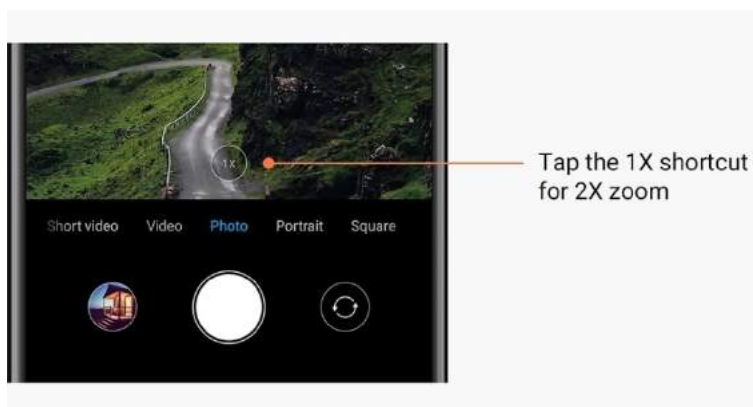 1X
Tap the 1X shortcut
for 2X zoom
Short video Video Photo Portrait Square